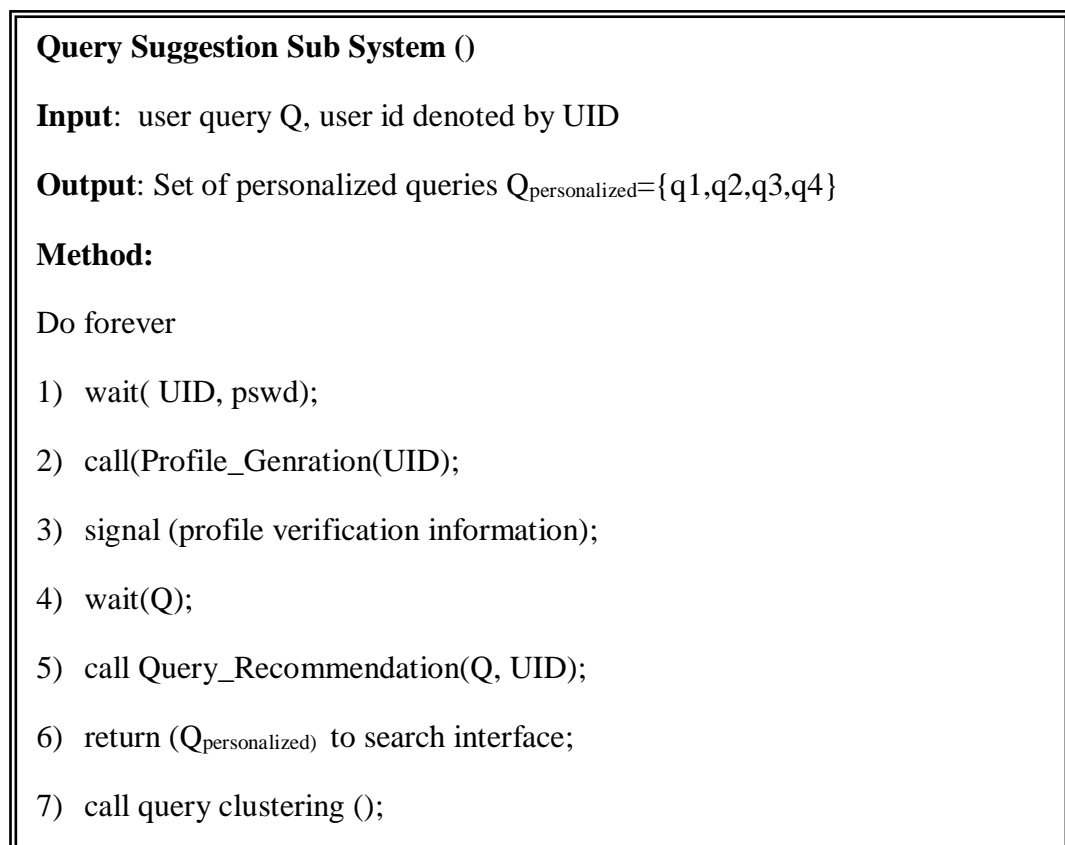 Query Suggestion Sub System ()
Input: user query Q, user id denoted by UID
Output: Set of personalized queries Qpersonalized={q1,q2,q3,q4}
Method:
Do forever
1) wait( UID, pswd);
2) call(Profile_Genration(UID);
3) signal (profile verification information);
4) wait(Q);
5) call Query_Recommendation(Q, UID);
6) return (Qpersonalized) to search interface;
7) call query clustering ();